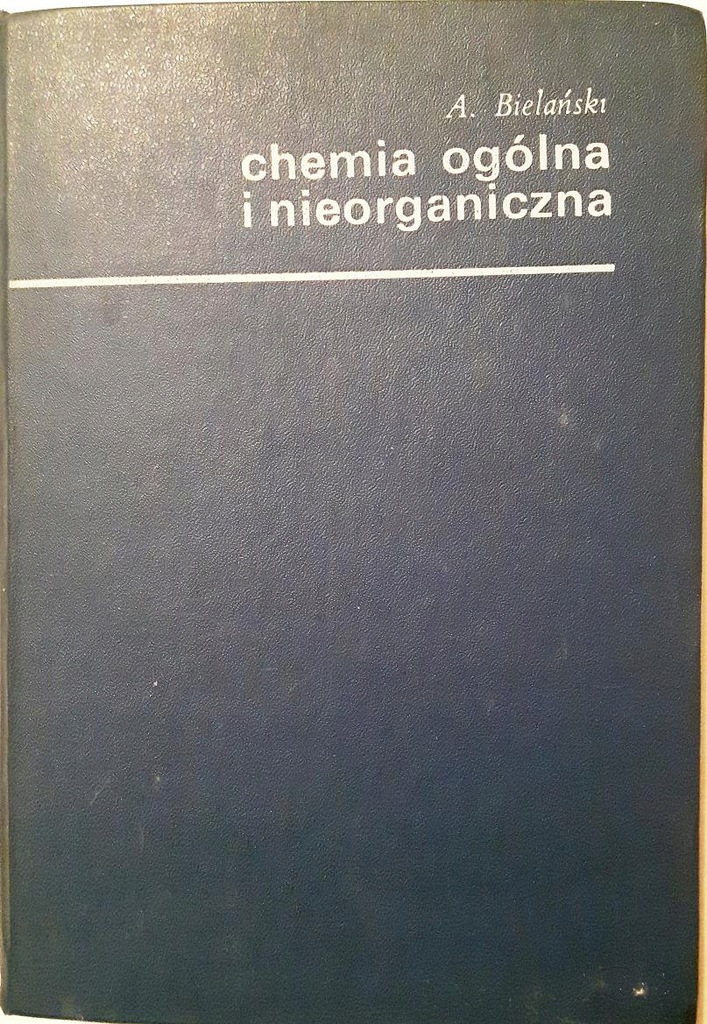 A. Bielański
chemia ogólna
i nieorganiczna